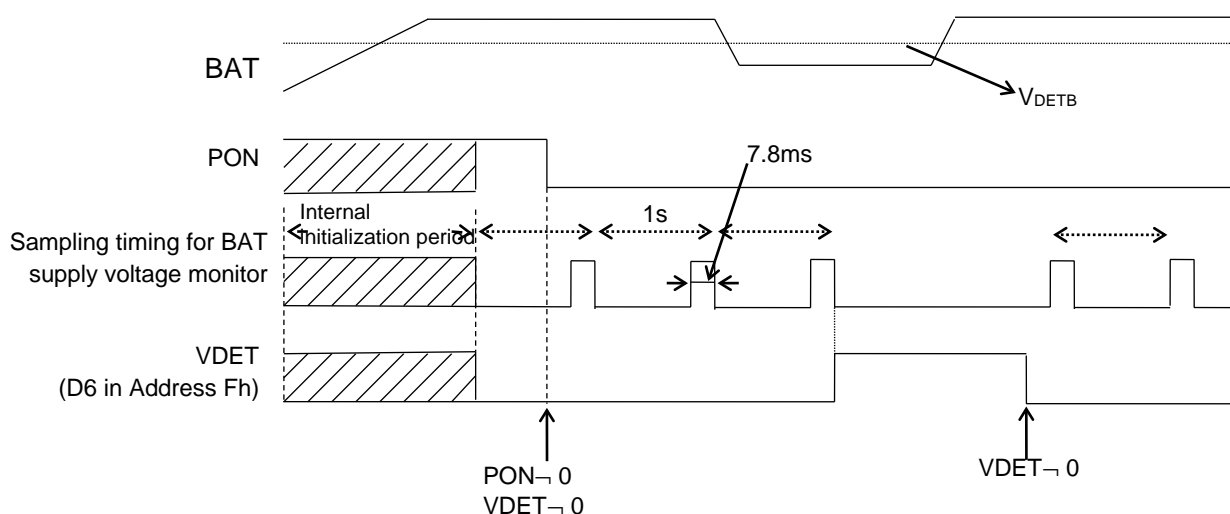 BAT
VDETB
PON
7.8ms
Internal
initialization period
1s
Sampling timing for BAT
supply voltage monitor
VDET
(D6 in Address Fh)
PON¬ 0
VDET¬ 0
VDET¬ 0